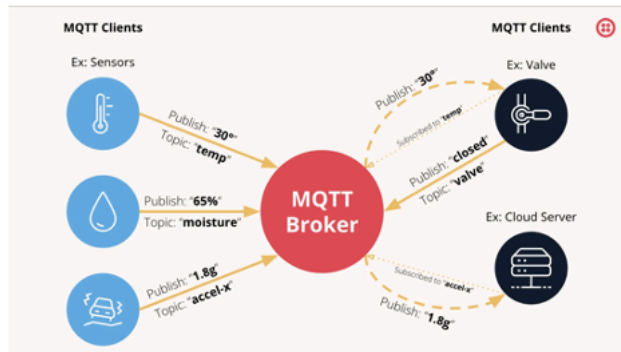 MQTT Clients
MQTT Clients
Ex: Sensors
Ex: Valve
Publish: "30°"
Topic: "temp"
Publish: "30°"
Subscribed to "temp"
Publish: "closed"
Topic: "valve"
Publish: "65%"
Topic: "moisture"
MQTT
Broker
Ex: Cloud Server
Publish: "1.8g"
Topic: "accel-x"
Subscribed to "accel-x"
Publish: "1.8g"